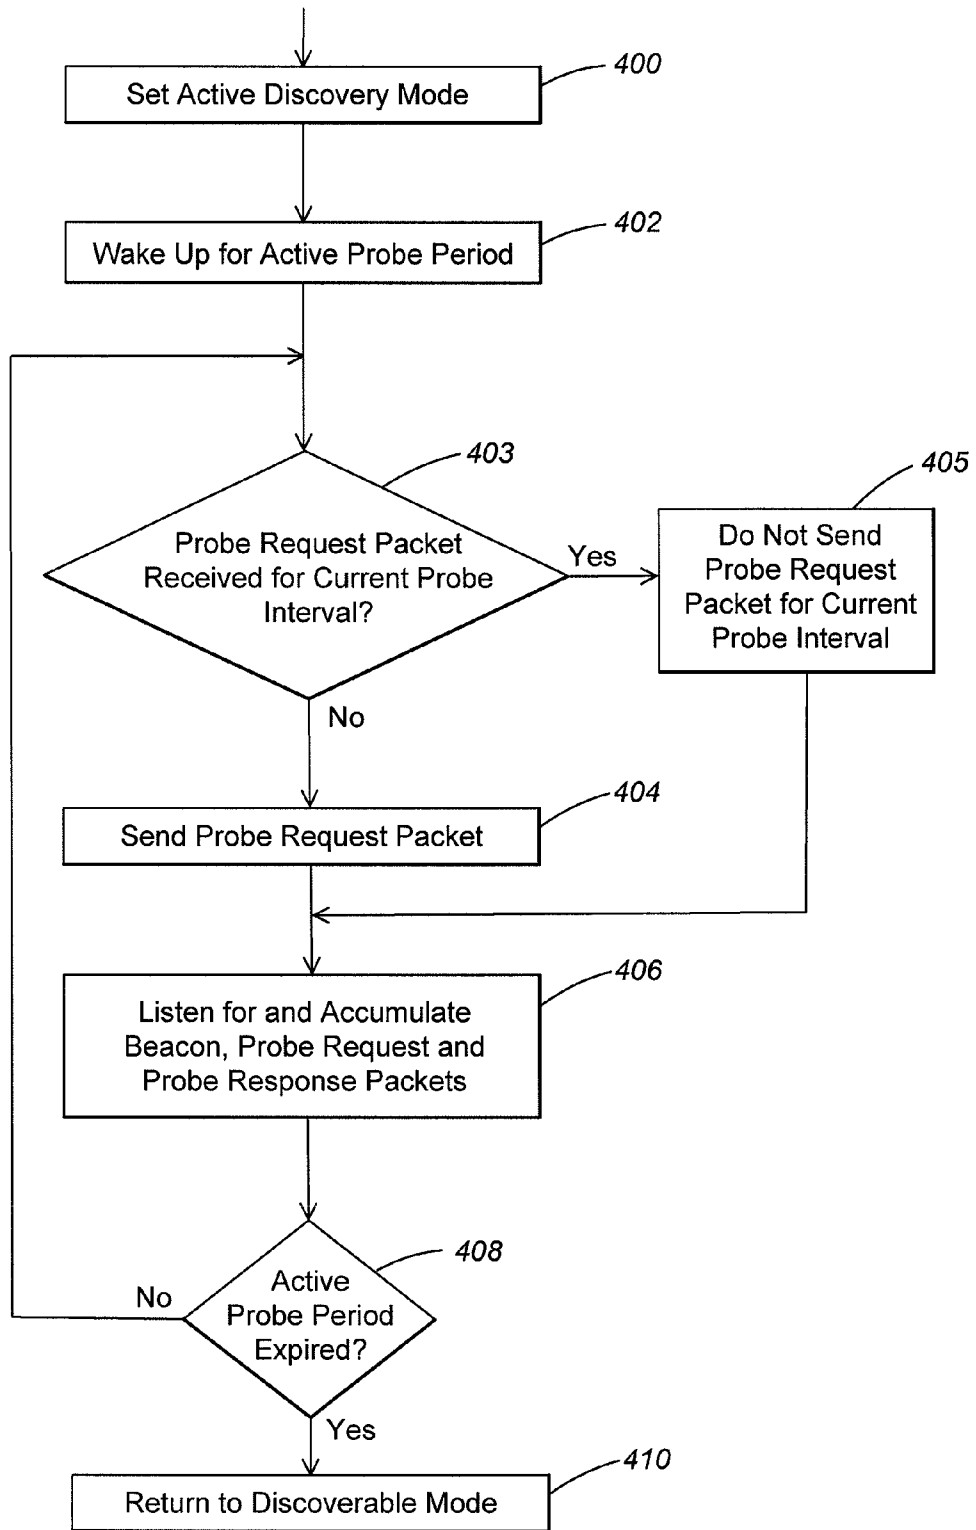 400
Set Active Discovery Mode
402
Wake Up for Active Probe Period
403
Probe Request Packet
Received for Current Probe
Interval?
Yes
405
Do Not Send
Probe Request
Packet for Current
Probe Interval
No
404
Send Probe Request Packet
406
Listen for and Accumulate
Beacon, Probe Request and
Probe Response Packets
408
Active
Probe Period
Expired?
No
Yes
410
Return to Discoverable Mode